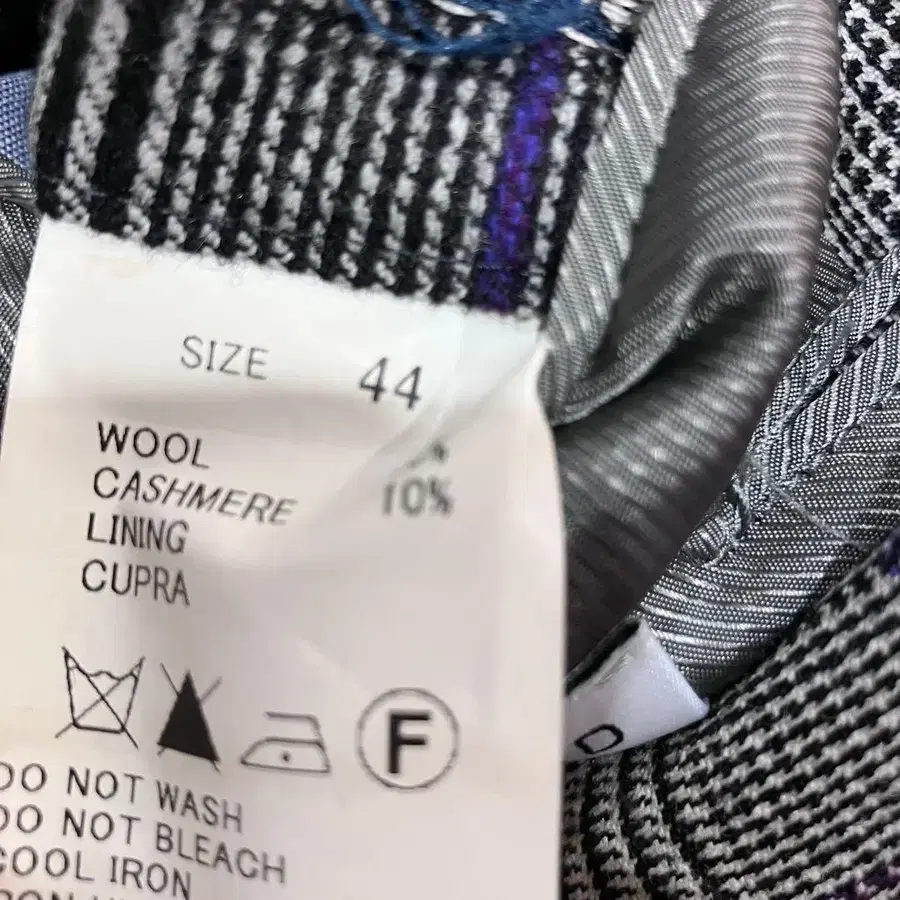 SIZE 44
WOOL
CASHMERE 10%
LINING
CUPRA
F
DO NOT WASH
DO NOT BLEACH
COOL IRON
D